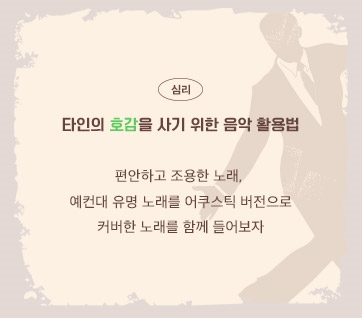 심리
타인의 호감을 사기 위한 음악 활용법
편안하고 조용한 노래,
예컨대 유명 노래를 어쿠스틱 버전으로
커버한 노래를 함께 들어보자